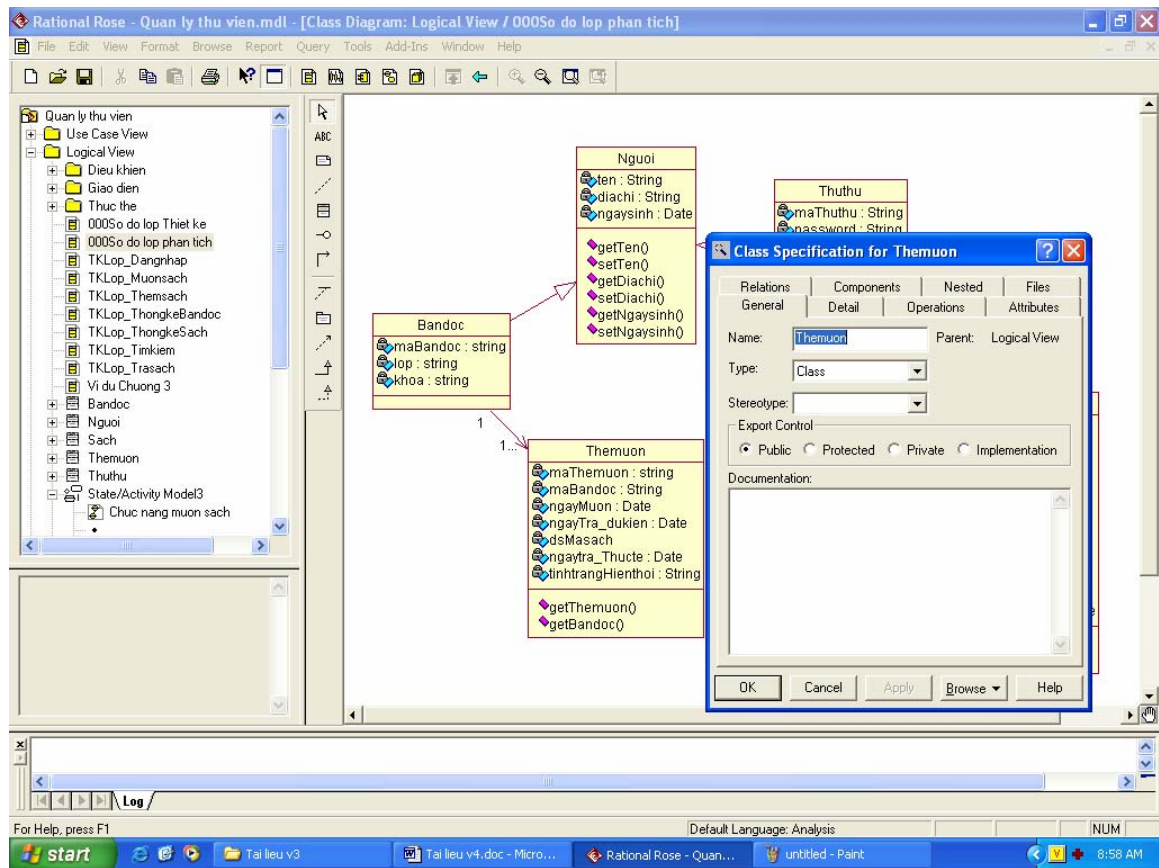 Rational Rose - Quan ly thu vien.mdl - [Class Diagram: Logical View / 000So do lop phan tich]
File Edit View Format Browse Report Query Tools Add-Ins Window Help
ABC
Quan ly thu vien
Use Case View
Logical View
Dieu khien
Giao dien
Thuc the
000So do lop Thiet ke
000So do lop phan tich
TKLop_Dangnhap
TKLop_Muonsach
TKLop_Themsach
TKLop_ThongkeBandoc
TKLop_ThongkeSach
TKLop_Timkiem
TKLop_Trasach
Vi du Chuong 3
Bandoc
Nguoi
Sach
Themuon
Thuthu
State/Activity Model3
Chuc nang muon sach
Nguoi
ten : String
diachi : String
ngaysinh : Date
getTen()
setTen()
getDiachi()
setDiachi()
getNgaysinh()
setNgaysinh()
Thuthu
maThuthu : String
password : String
Bandoc
maBandoc : string
lop : string
khoa : string
1
1...
Themuon
maThemuon : string
maBandoc : String
ngayMuon : Date
ngayTra_dukien : Date
dsMasach
ngaytra_Thucte : Date
tinhtrangHienthoi : String
getThemuon()
getBandoc()
Class Specification for Themuon
Relations Components Nested Files
General Detail Operations Attributes
Name: Themuon Parent: Logical View
Type: Class
Stereotype:
Export Control
Public Protected Private Implementation
Documentation:
OK Cancel Apply Browse Help
Log
For Help, press F1 Default Language: Analysis NUM
start Tai lieu v3 Tai lieu v4.doc - Micro... Rational Rose - Quan... untitled - Paint 8:58 AM